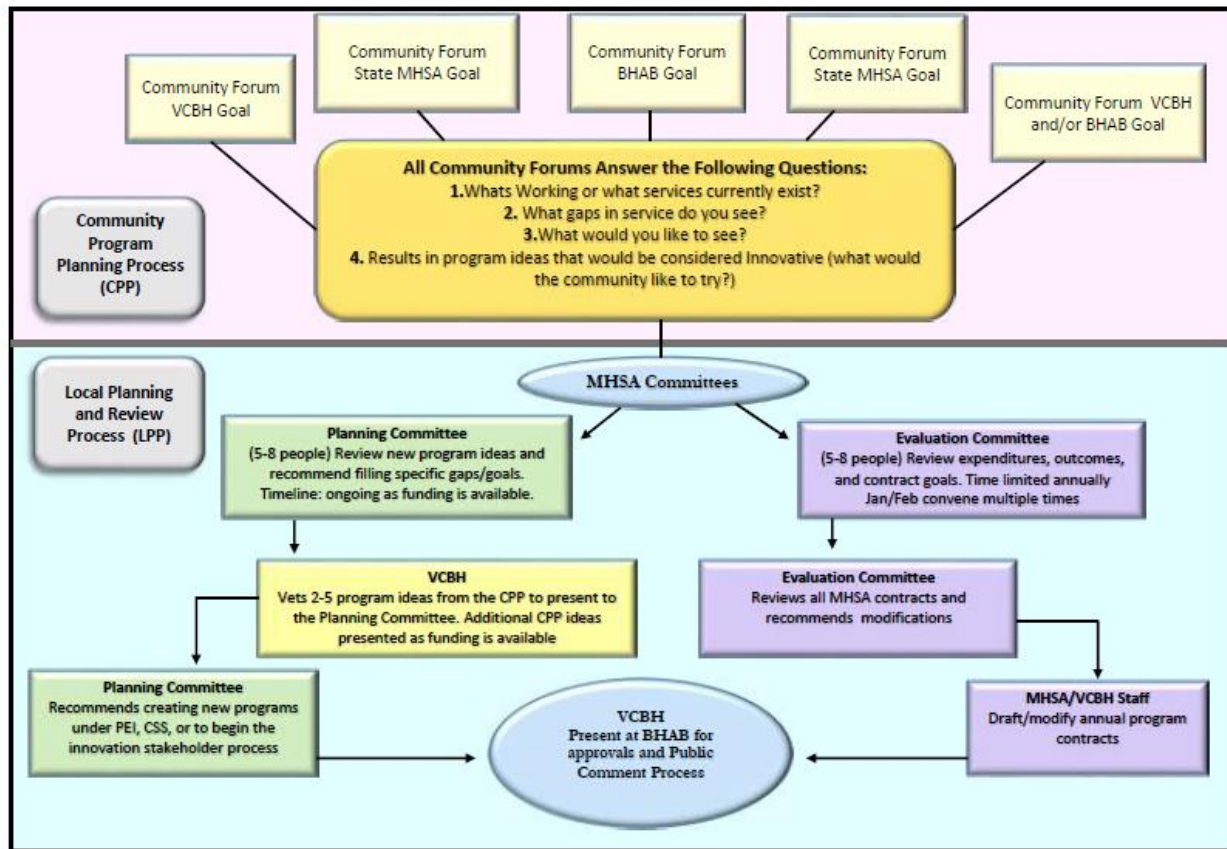 Community Forum
VCBH Goal
Community Forum
State MHSA Goal
Community Forum
BHAB Goal
Community Forum
State MHSA Goal
Community Forum VCBH
and/or BHAB Goal
All Community Forums Answer the Following Questions:
1.Whats Working or what services currently exist?
2. What gaps in service do you see?
3.What would you like to see?
4. Results in program ideas that would be considered Innovative (what would
the community like to try?)
Community
Program
Planning Process
(CPP)
Local Planning
and Review
Process (LPP)
MHSA Committees
Planning Committee
(5-8 people) Review new program ideas and
recommend filling specific gaps/goals.
Timeline: ongoing as funding is available.
Evaluation Committee
(5-8 people) Review expenditures, outcomes,
and contract goals. Time limited annually
Jan/Feb convene multiple times
VCBH
Vets 2-5 program ideas from the CPP to present to
the Planning Committee. Additional CPP ideas
presented as funding is available
Evaluation Committee
Reviews all MHSA contracts and
recommends modifications
Planning Committee
Recommends creating new programs
under PEI, CSS, or to begin the
innovation stakeholder process
VCBH
Present at BHAB for
approvals and Public
Comment Process
MHSA/VCBH Staff
Draft/modify annual program
contracts